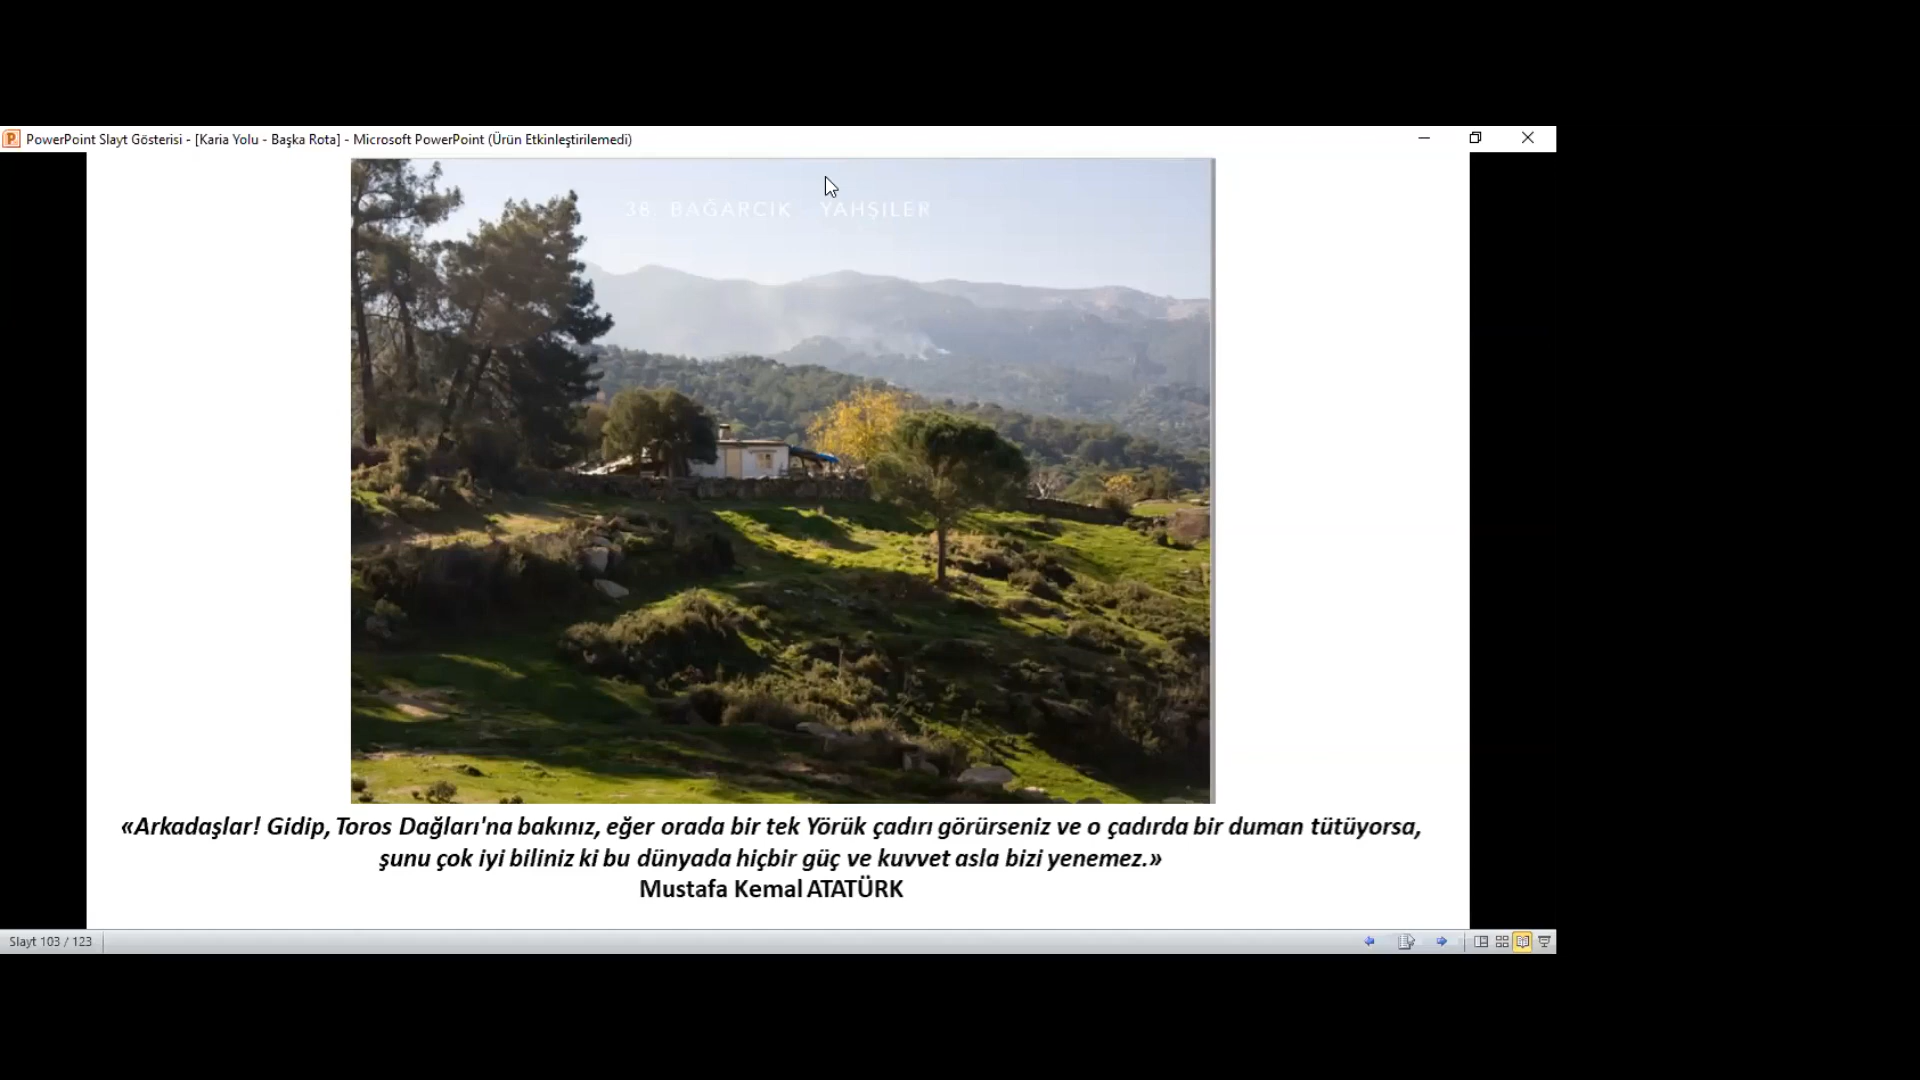 PowerPoint Slayt Gösterisi - [Karia Yolu - Başka Rota] - Microsoft PowerPoint (Ürün Etkinleştirilemedi)
38. BAĞARCIK - YAHŞILER
«Arkadaşlar! Gidip, Toros Dağları'na bakınız, eğer orada bir tek Yörük çadırı görürseniz ve o çadırda bir duman tütüyorsa,
şunu çok iyi biliniz ki bu dünyada hiçbir güç ve kuvvet asla bizi yenemez.»
Mustafa Kemal ATATÜRK
Slayt 103 / 123